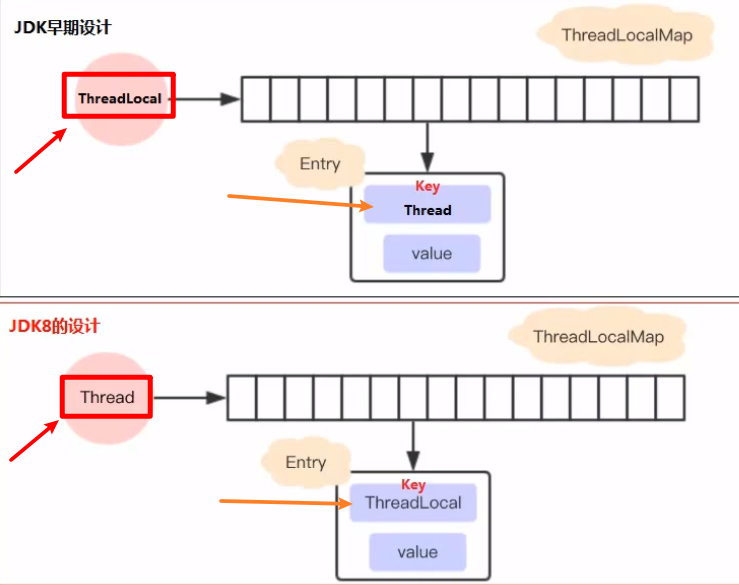 JDK早期设计
ThreadLocalMap
ThreadLocal
Entry
Key
Thread
value
JDK8的设计
ThreadLocalMap
Thread
Entry
Key
ThreadLocal
value